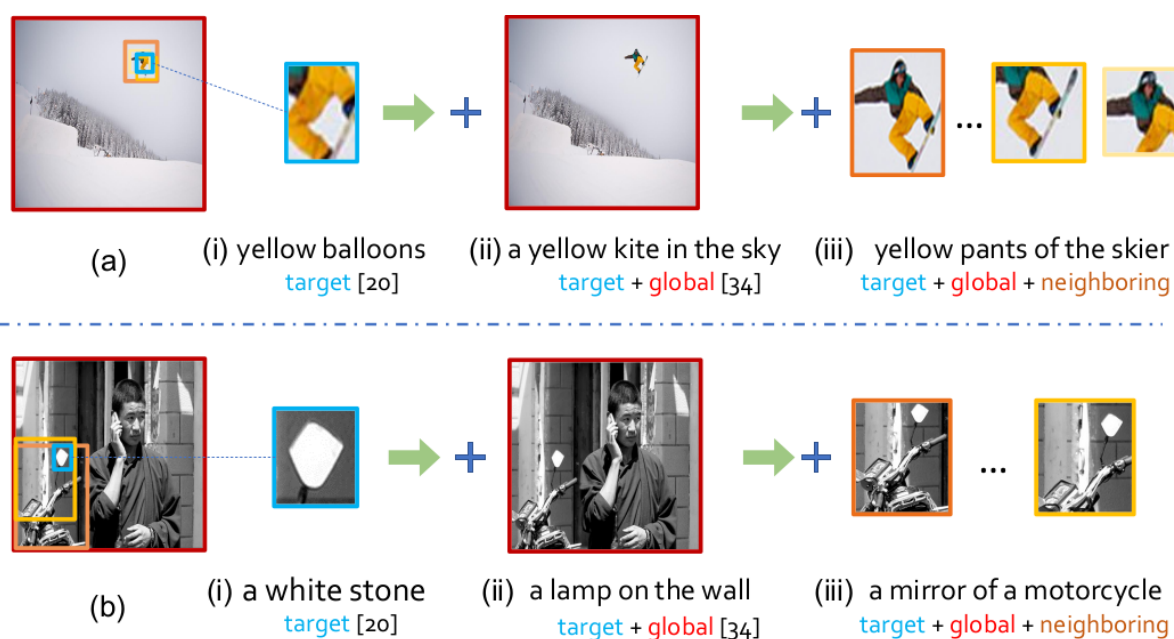 (a)
(i) yellow balloons
target [20]
(ii) a yellow kite in the sky
target + global [34]
...
(iii) yellow pants of the skier
target + global + neighboring
(b)
(i) a white stone
target [20]
(ii) a lamp on the wall
target + global [34]
...
(iii) a mirror of a motorcycle
target + global + neighboring